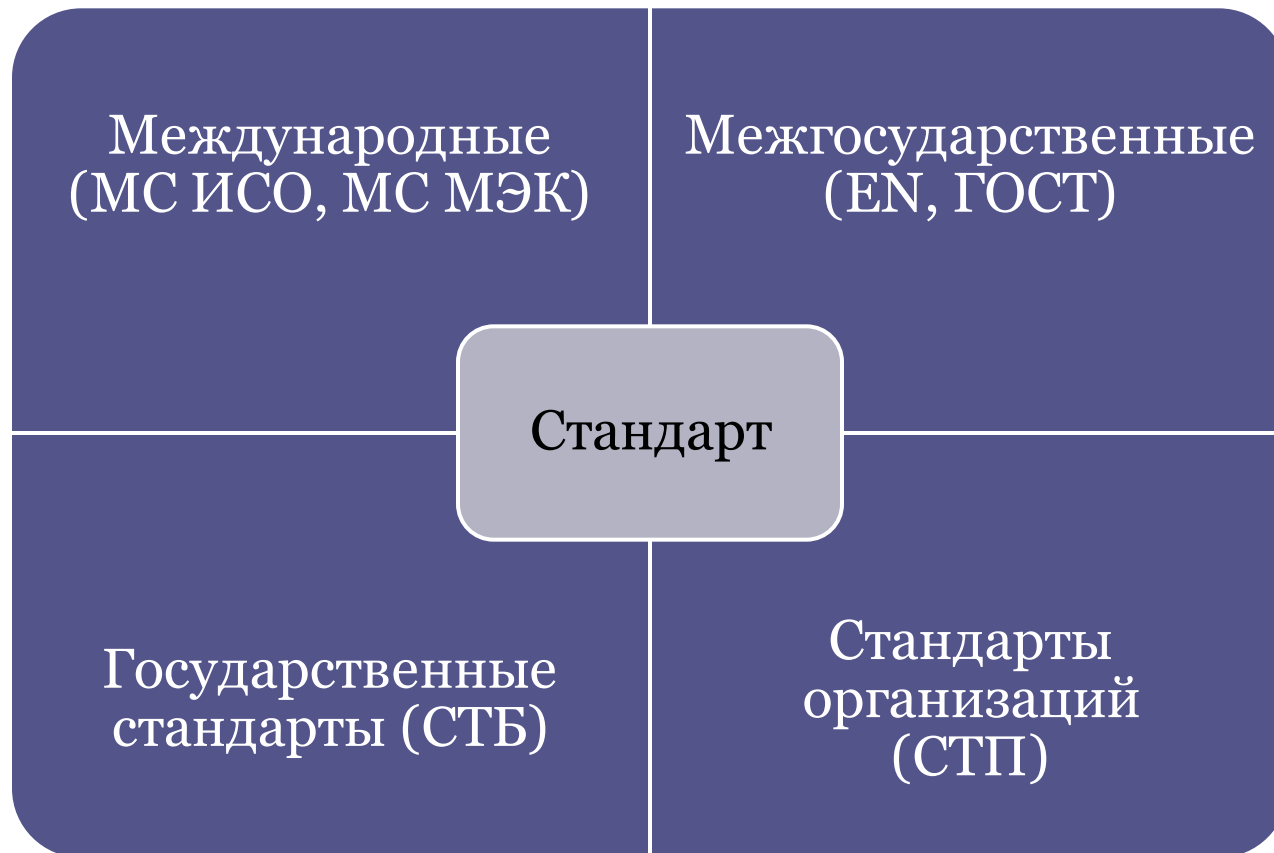 Международные
(МС ИСО, МС МЭК)
Межгосударственные
(EN, ГОСТ)
Стандарт
Государственные
стандарты (СТБ)
Стандарты
организаций
(СТП)